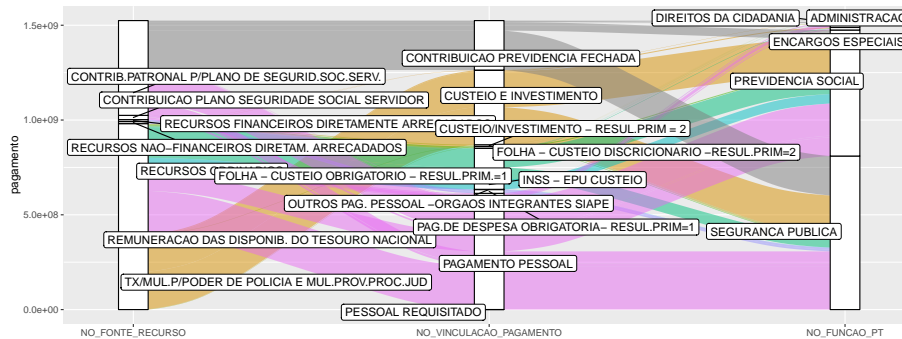 1.5e+09
1.0e+09
5.0e+08
0.0e+00
pagamento
DIREITOS DA CIDADANIA
ADMINISTRACAO
ENCARGOS ESPECIAIS
CONTRIBUICAO PREVIDENCIA FECHADA
CONTRIB.PATRONAL P/PLANO DE SEGURID.SOC.SERV.
PREVIDENCIA SOCIAL
CONTRIBUICAO PLANO SEGURIDADE SOCIAL SERVIDOR
CUSTEIO E INVESTIMENTO
RECURSOS FINANCEIROS DIRETAMENTE
CUSTEIO/INVESTIMENTO − RESUL.PRIM = 2
RECURSOS NAO−FINANCEIROS DIRETAM. ARRECADADOS
FOLHA − CUSTEIO DISCRICIONARIO −RESUL.PRIM=2
RECURSOS
FOLHA − CUSTEIO OBRIGATORIO − RESUL.PRIM.=1
INSS − EPU CUSTEIO
OUTROS PAG. PESSOAL −ORGAOS INTEGRANTES SIAPE
PAG.DE DESPESA OBRIGATORIA− RESUL.PRIM=1
SEGURANCA PUBLICA
REMUNERACAO DAS DISPONIB. DO TESOURO NACIONAL
PAGAMENTO PESSOAL
TX/MUL.P/PODER DE POLICIA E MUL.PROV.PROC.JUD
PESSOAL REQUISITADO
NO_FONTE_RECURSO
NO_VINCULACAO_PAGAMENTO
NO_FUNCAO_PT